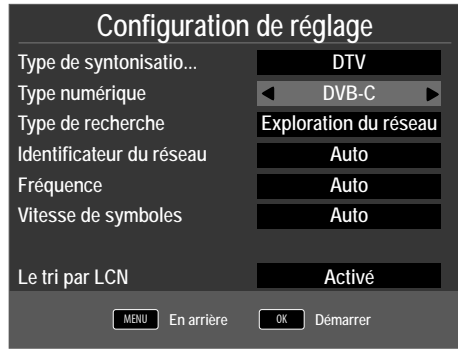 Configuration de réglage
Type de syntonisatio... DTV
Type numérique DVB-C
Type de recherche Exploration du réseau
Identificateur du réseau Auto
Fréquence Auto
Vitesse de symboles Auto
Le tri par LCN Activé
MENU En arrière OK Démarrer